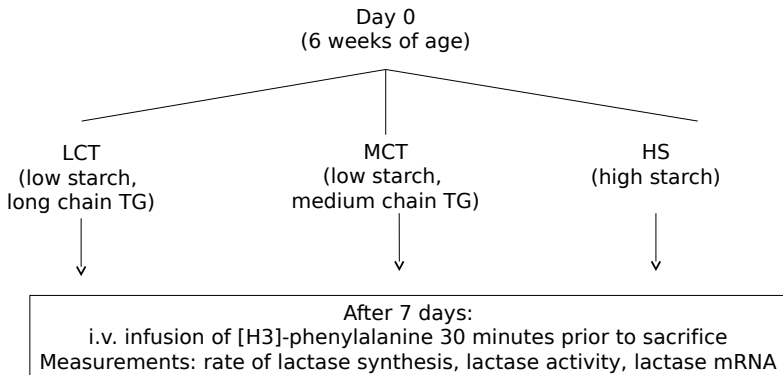 Day 0
(6 weeks of age)
LCT
(low starch,
long chain TG)
MCT
(low starch,
medium chain TG)
HS
(high starch)
After 7 days:
i.v. infusion of [H3]-phenylalanine 30 minutes prior to sacrifice
Measurements: rate of lactase synthesis, lactase activity, lactase mRNA